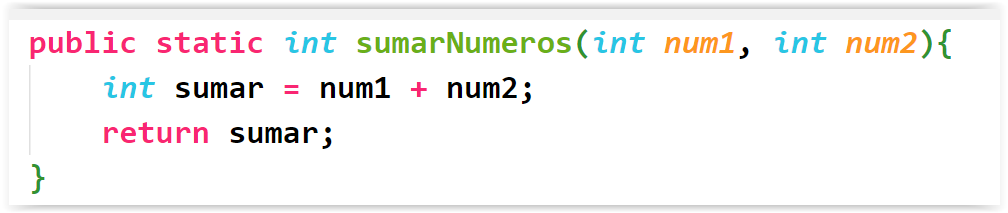 public static int sumarNumeros(int num1, int num2){
int sumar = num1 + num2;
return sumar;
}